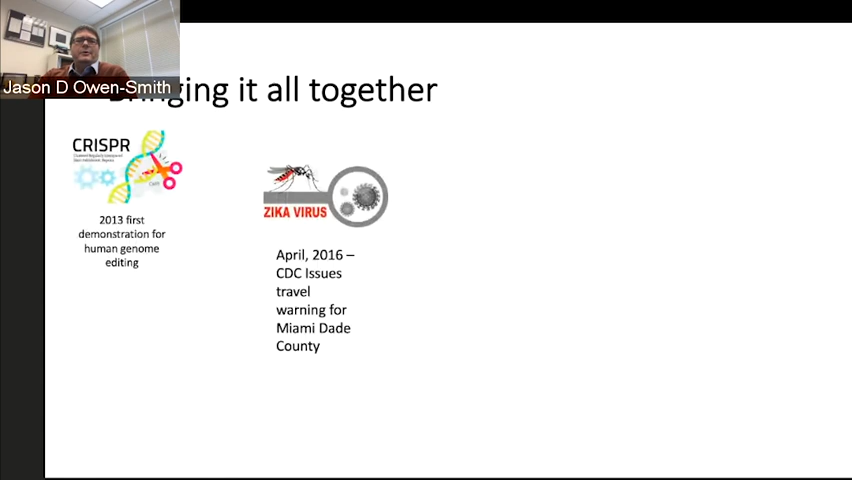 Jason D Owen-Smith
Bringing it all together
CRISPR
2013 first
demonstration for
human genome
editing
ZIKA VIRUS
April, 2016 –
CDC Issues
travel
warning for
Miami Dade
County